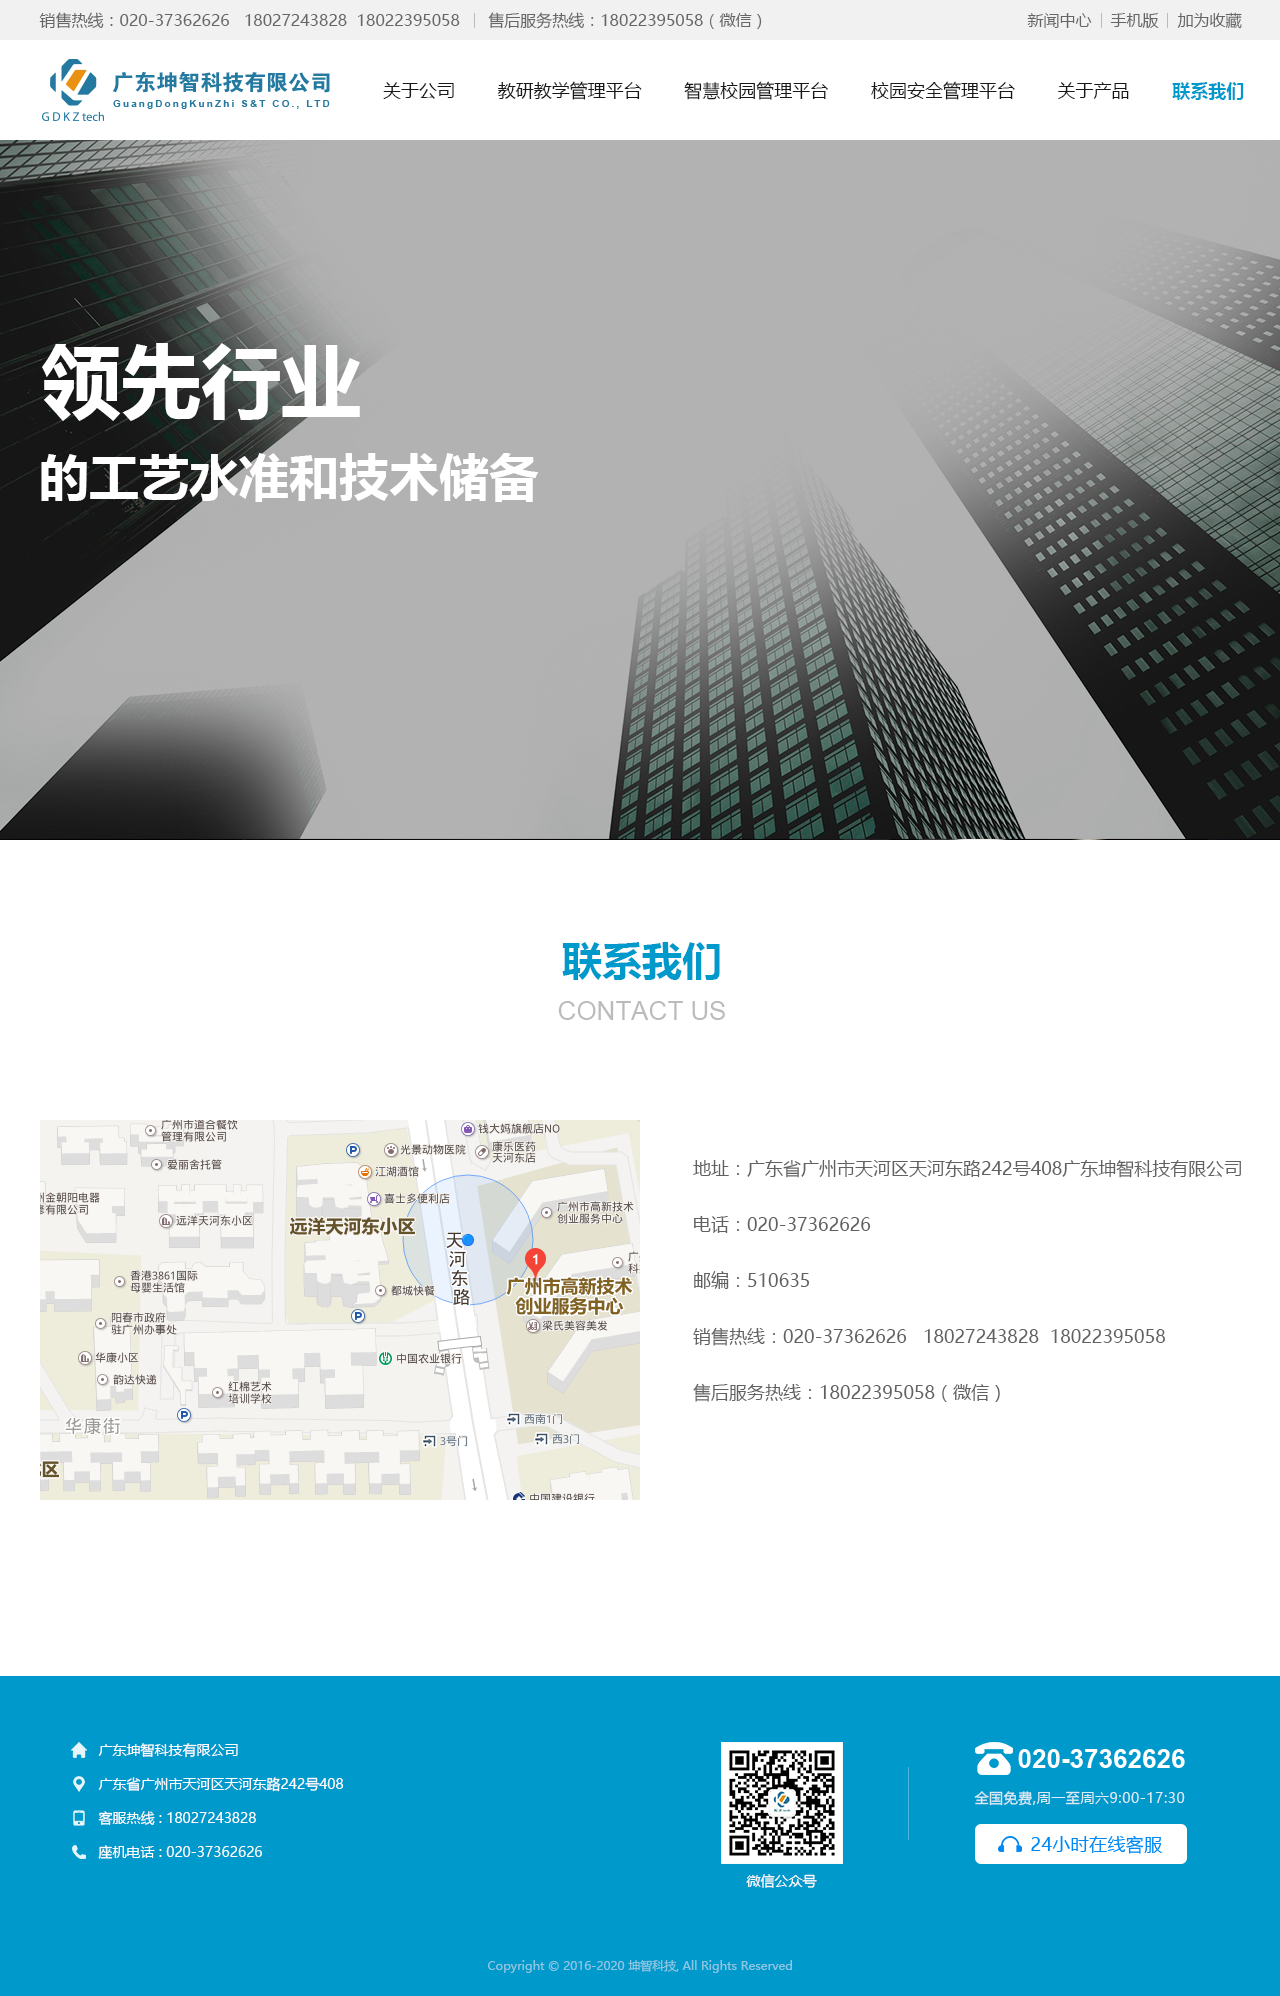 销售热线：020-37362626 18027243828 18022395058 | 售后服务热线：18022395058（微信）
新闻中心 | 手机版 | 加为收藏
广东坤智科技有限公司
GuangDongKunZhi S&T CO., LTD
GDKZ tech
关于公司 教研教学管理平台 智慧校园管理平台 校园安全管理平台 关于产品 联系我们
领先行业
的工艺水准和技术储备
联系我们
CONTACT US
广州市道合餐饮
管理有限公司
爱丽舍托管
州金朝阳电器
修有限公司
远洋天河东小区
香港3861国际
母婴生活馆
阳春市政府
驻广州办事处
华康小区
韵达快递
红棉艺术
培训学校
华康街
区
钱大妈旗舰店NO
光景动物医院
康乐医药
天河东店
江湖酒馆
喜士多便利店
远洋天河东小区
广州市高新技术
创业服务中心
天河东路
都城快餐
1
广州市高新技术
创业服务中心
梁氏美容美发
中国农业银行
西南1门
3号门
西3门
中国建设银行
地址：广东省广州市天河区天河东路242号408广东坤智科技有限公司
电话：020-37362626
邮编：510635
销售热线：020-37362626 18027243828 18022395058
售后服务热线：18022395058（微信）
广东坤智科技有限公司
广东省广州市天河区天河东路242号408
客服热线：18027243828
座机电话：020-37362626
微信公众号
020-37362626
全国免费,周一至周六9:00-17:30
24小时在线客服
Copyright © 2016-2020 坤智科技, All Rights Reserved